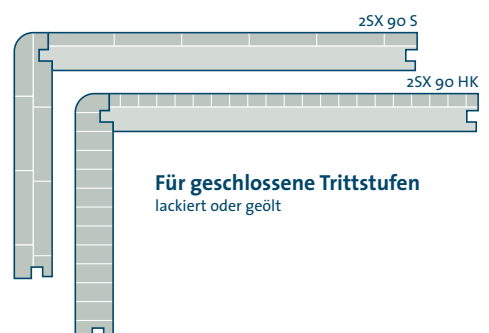 2SX 90 S
2SX 90 HK
Für geschlossene Trittstufen
lackiert oder geölt